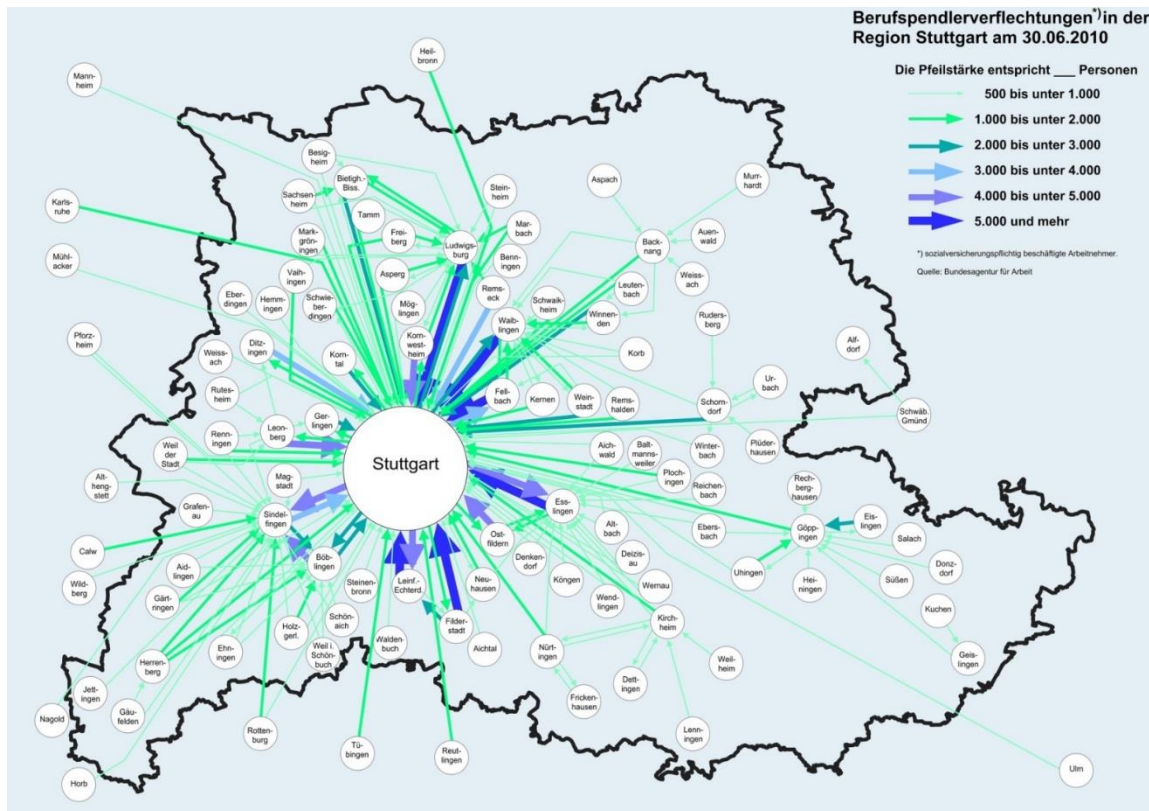 Berufspendlerverflechtungen*) in der
Region Stuttgart am 30.06.2010
Die Pfeilstärke entspricht ___ Personen
500 bis unter 1.000
1.000 bis unter 2.000
2.000 bis unter 3.000
3.000 bis unter 4.000
4.000 bis unter 5.000
5.000 und mehr
*) sozialversicherungspflichtig beschäftigte Arbeitnehmer.
Quelle: Bundesagentur für Arbeit
Heil-
bronn
Mann-
heim
Besig-
heim
Bietigh.-
Biss.
Sachsen-
heim
Tamm
Stein-
heim
Aspach
Murr-
hardt
Karls-
ruhe
Mark-
grönin-
ingen
Frei-
berg
Ludwigs-
burg
Mar-
bach
Back-
nang
Auen-
wald
Mühl-
acker
Vaih-
ingen
Asperg
Benn-
ingen
Weiss-
ach
Eber-
dingen
Hemm-
ingen
Schwie-
ber-
dingen
Mög-
lingen
Rems-
eck
Schwaik-
heim
Leuten-
bach
Winnen-
den
Ruders-
berg
Pforz-
heim
Weiss-
ach
Ditz-
ingen
Korn-
tal
Korn-
west-
heim
Waib-
lingen
Korb
Alf-
dorf
Rutes-
heim
Fell-
bach
Kernen
Wein-
stadt
Rems-
halden
Schorn-
dorf
Ur-
bach
Schwäb.
Gmünd
Renn-
ingen
Leon-
berg
Ger-
lingen
Weil
der
Stadt
Stuttgart
Aich-
wald
Balt-
manns-
weiler
Winter-
bach
Plüder-
hausen
Alt-
hengst-
ett
Mag-
stadt
Ploch-
ingen
Reichen-
bach
Rech-
berg-
hausen
Grafen-
au
Sindel-
fingen
Ess-
lingen
Ost-
fildern
Alt-
bach
Ebers-
bach
Göpp-
ingen
Eis-
lingen
Salach
Calw
Aid-
lingen
Böb-
lingen
Denken-
dorf
Deizis-
au
Uhingen
Hei-
ningen
Süßen
Donz-
dorf
Wild-
berg
Gärt-
ringen
Steinen-
bronn
Leinf.-
Echterd.
Neu-
hausen
Köngen
Wernau
Wend-
lingen
Kuchen
Holz-
gerl.
Schön-
aich
Filder-
stadt
Kirch-
heim
Geis-
lingen
Herren-
berg
Ehn-
ingen
Weil i.
Schön-
buch
Walden-
buch
Aichtal
Nür-
tingen
Weil-
heim
Jett-
ingen
Gäu-
felden
Dett-
ingen
Fricken-
hausen
Nagold
Rotten-
burg
Tü-
bingen
Reut-
lingen
Lenn-
ingen
Horb
Ulm